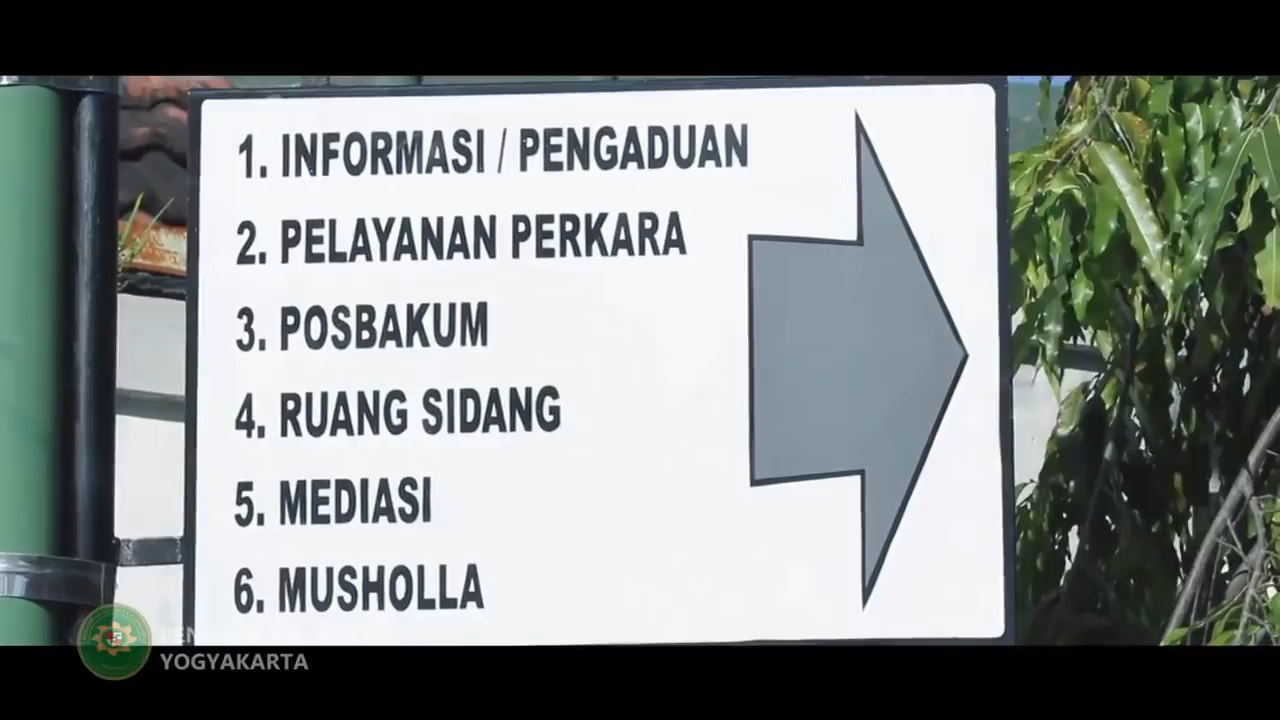 1. INFORMASI / PENGADUAN
2. PELAYANAN PERKARA
3. POSBAKUM
4. RUANG SIDANG
5. MEDIASI
6. MUSHOLLA
YOGYAKARTA